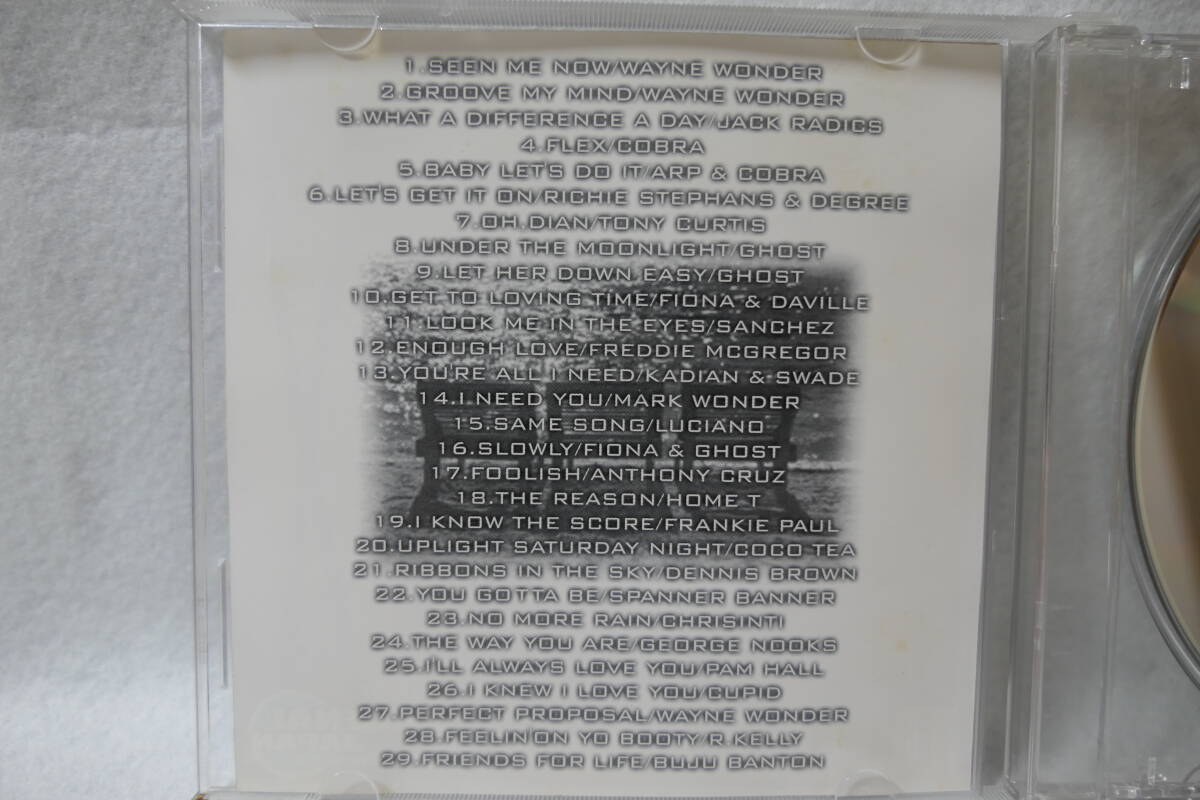 1.SEEN ME NOW/WAYNE WONDER
2.GROOVE MY MIND/WAYNE WONDER
3.WHAT A DIFFERENCE A DAY/JACK RADICS
4.FLEX/COBRA
5.BABY LET'S DO IT/ARP & COBRA
6.LET'S GET IT ON/RICHIE STEPHANS & DEGREE
7.OH,DIAN/TONY CURTIS
8.UNDER THE MOONLIGHT/GHOST
9.LET HER DOWN EASY/GHOST
10.GET TO LOVING TIME/FIONA & DAVILLE
11.LOOK ME IN THE EYES/SANCHEZ
12.ENOUGH LOVE/FREDDIE MCGREGOR
13.YOU'RE ALL I NEED/KADIAN & SWADE
14.I NEED YOU/MARK WONDER
15.SAME SONG/LUCIANO
16.SLOWLY/FIONA & GHOST
17.FOOLISH/ANTHONY CRUZ
18.THE REASON/HOME T
19.I KNOW THE SCORE/FRANKIE PAUL
20.UPLIGHT SATURDAY NIGHT/COCO TEA
21.RIBBONS IN THE SKY/DENNIS BROWN
22.YOU GOTTA BE/SPANNER BANNER
23.NO MORE RAIN/CHRISINTI
24.THE WAY YOU ARE/GEORGE NOOKS
25.I'LL ALWAYS LOVE YOU/PAM HALL
26.I KNEW I LOVE YOU/CUPID
27.PERFECT PROPOSAL/WAYNE WONDER
28.FEELIN'ON YO BOOTY/R.KELLY
29.FRIENDS FOR LIFE/BUJU BANTON